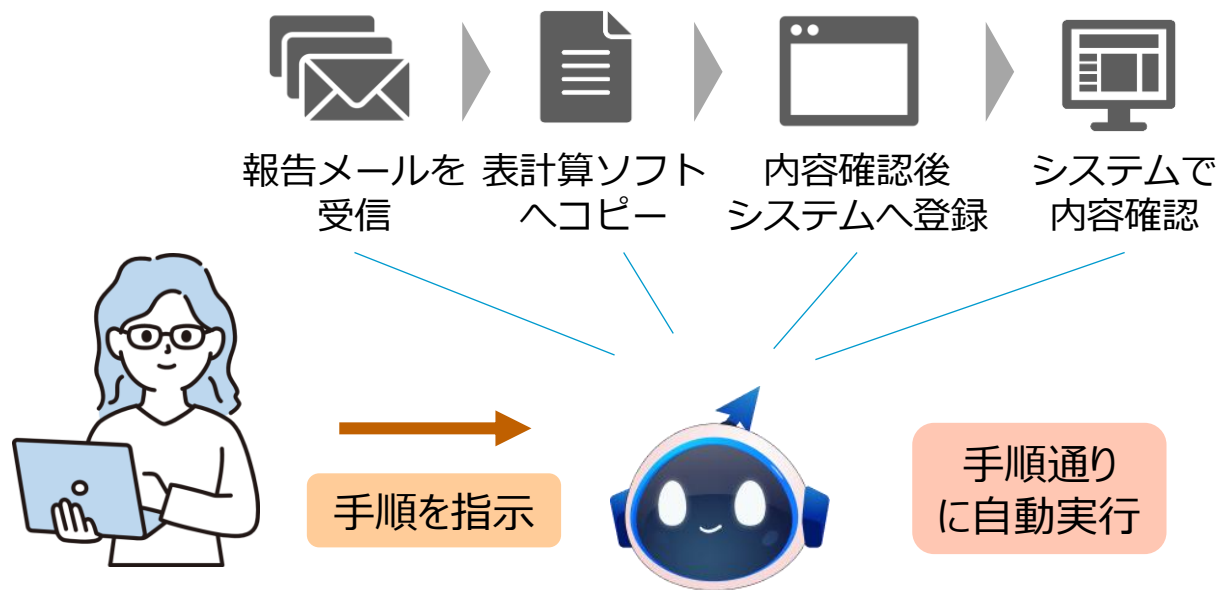 報告メールを
受信
表計算ソフト
へコピー
内容確認後
システムへ登録
システムで
内容確認
手順を指示
手順通り
に自動実行